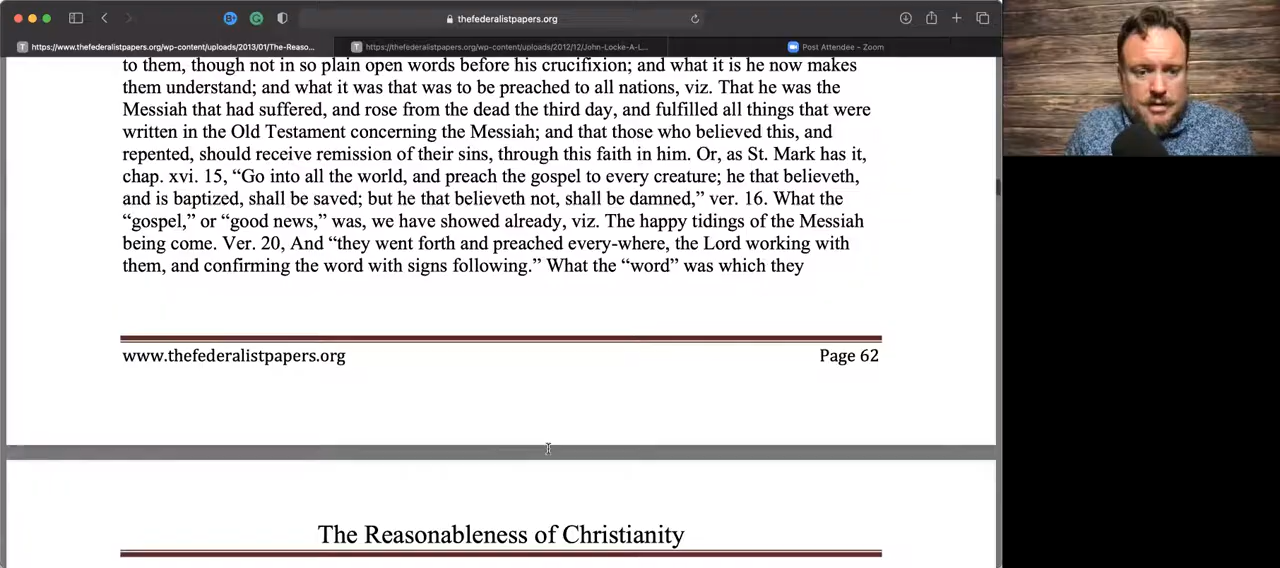 thefederalistpapers.org
https://www.thefederalistpapers.org/wp-content/uploads/2013/01/The-Reaso...
https://thefederalistpapers.org/wp-content/uploads/2012/12/John-Locke-A-L...
Post Attendee - Zoom
to them, though not in so plain open words before his crucifixion; and what it is he now makes
them understand; and what it was that was to be preached to all nations, viz. That he was the
Messiah that had suffered, and rose from the dead the third day, and fulfilled all things that were
written in the Old Testament concerning the Messiah; and that those who believed this, and
repented, should receive remission of their sins, through this faith in him. Or, as St. Mark has it,
chap. xvi. 15, “Go into all the world, and preach the gospel to every creature; he that believeth,
and is baptized, shall be saved; but he that believeth not, shall be damned,” ver. 16. What the
“gospel,” or “good news,” was, we have showed already, viz. The happy tidings of the Messiah
being come. Ver. 20, And “they went forth and preached every-where, the Lord working with
them, and confirming the word with signs following.” What the “word” was which they
www.thefederalistpapers.org
Page 62
The Reasonableness of Christianity